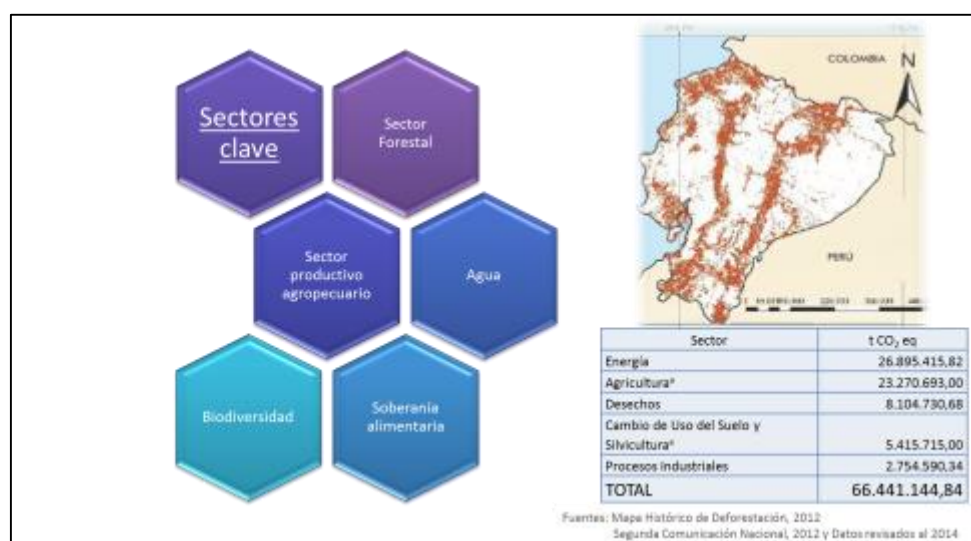 Sectores
clave
Sector
Forestal
Sector
productivo
agropecuario
Agua
Biodiversidad
Soberanía
alimentaria
COLOMBIA
N
PERÚ
Sector t CO₂ eq
Energía 26.895.415,82
Agriculturaᵃ 23.270.693,00
Desechos 8.104.730,68
Cambio de Uso del Suelo y
Silviculturaᵃ 5.415.715,00
Procesos Industriales 2.754.590,34
TOTAL 66.441.144,84
Fuentes: Mapa Histórico de Deforestación, 2012
Segunda Comunicación Nacional, 2012 y Datos revisados al 2014